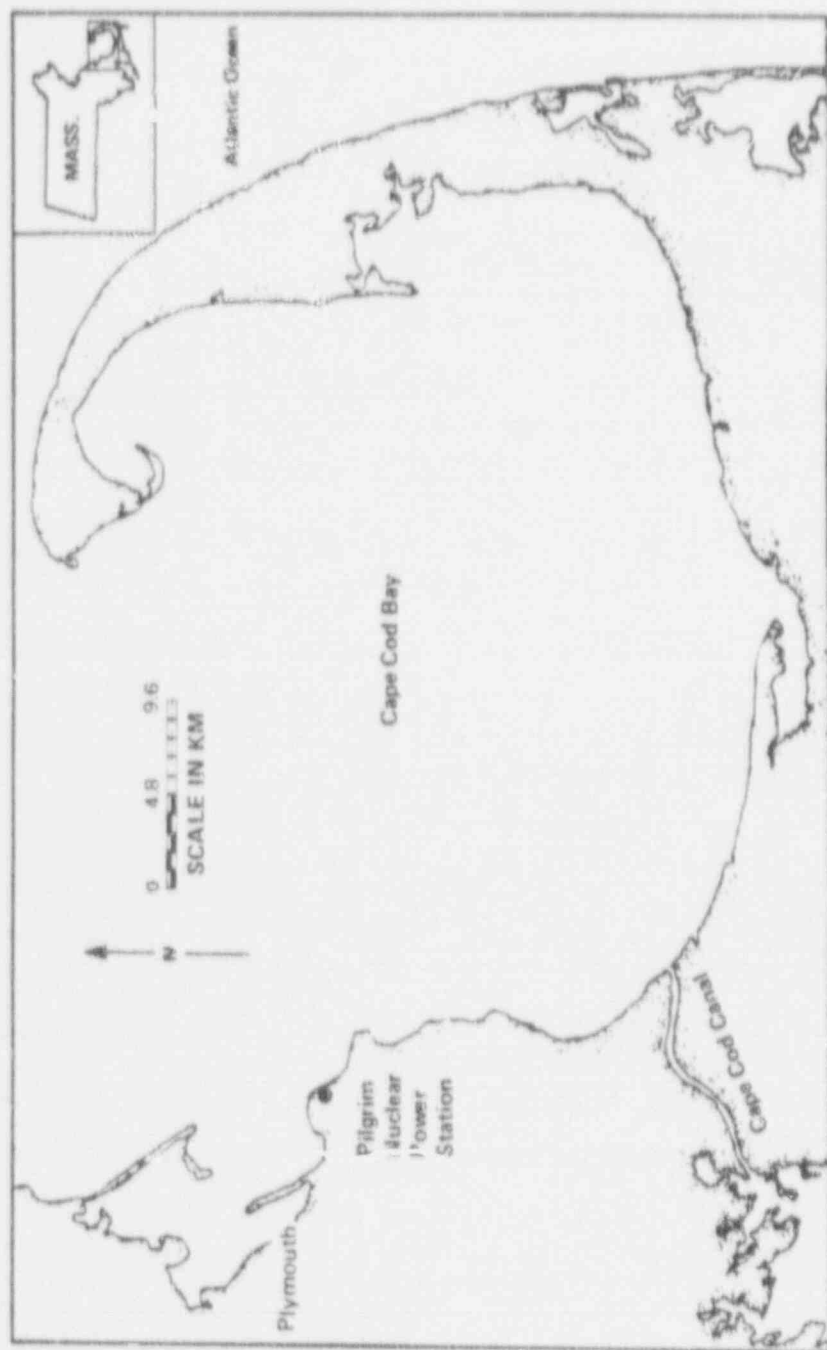 MASS.
Atlantic Ocean
0 4.8 9.6
SCALE IN KM
N
Cape Cod Bay
Pilgrim
Nuclear
Power
Station
Plymouth
Cape Cod Canal